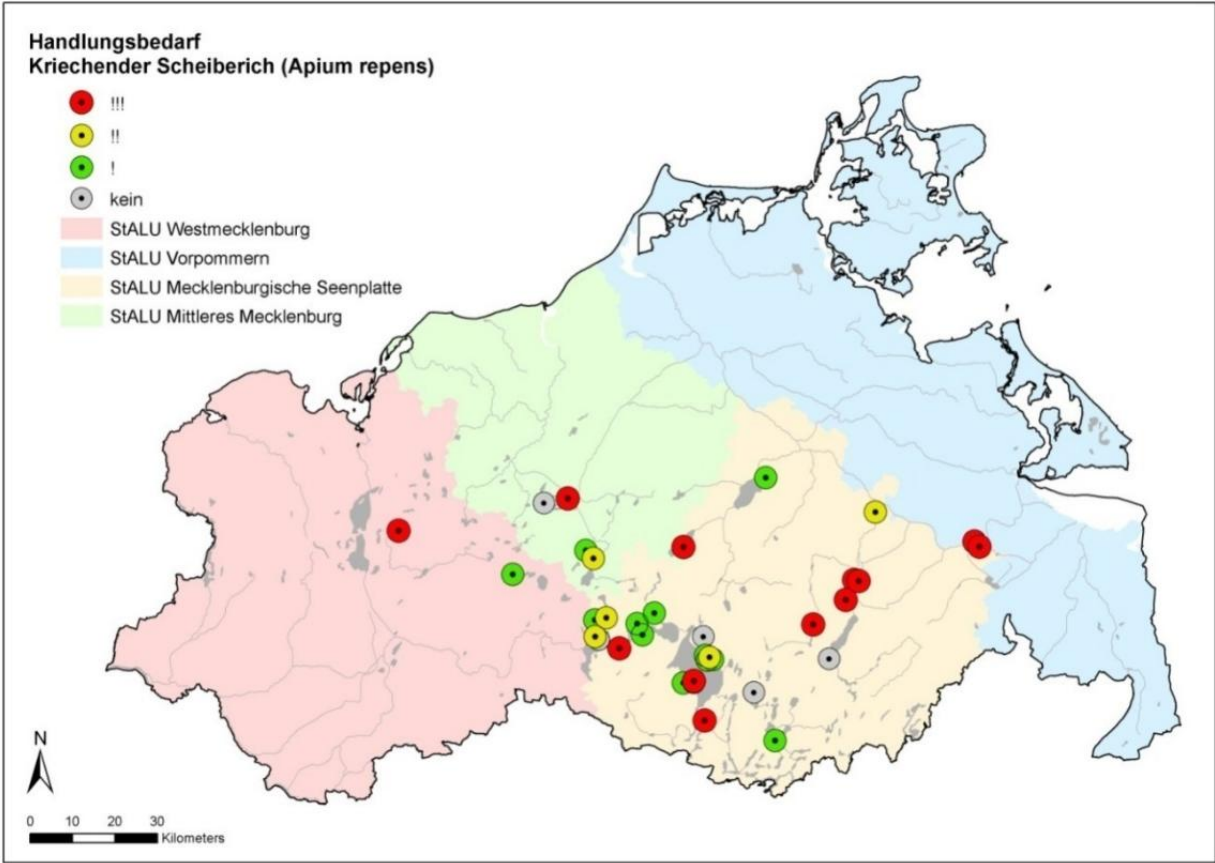 Handlungsbedarf
Kriechender Scheiberich (Apium repens)
!!!
!!
!
kein
StALU Westmecklenburg
StALU Vorpommern
StALU Mecklenburgische Seenplatte
StALU Mittleres Mecklenburg
N
0 10 20 30
Kilometers